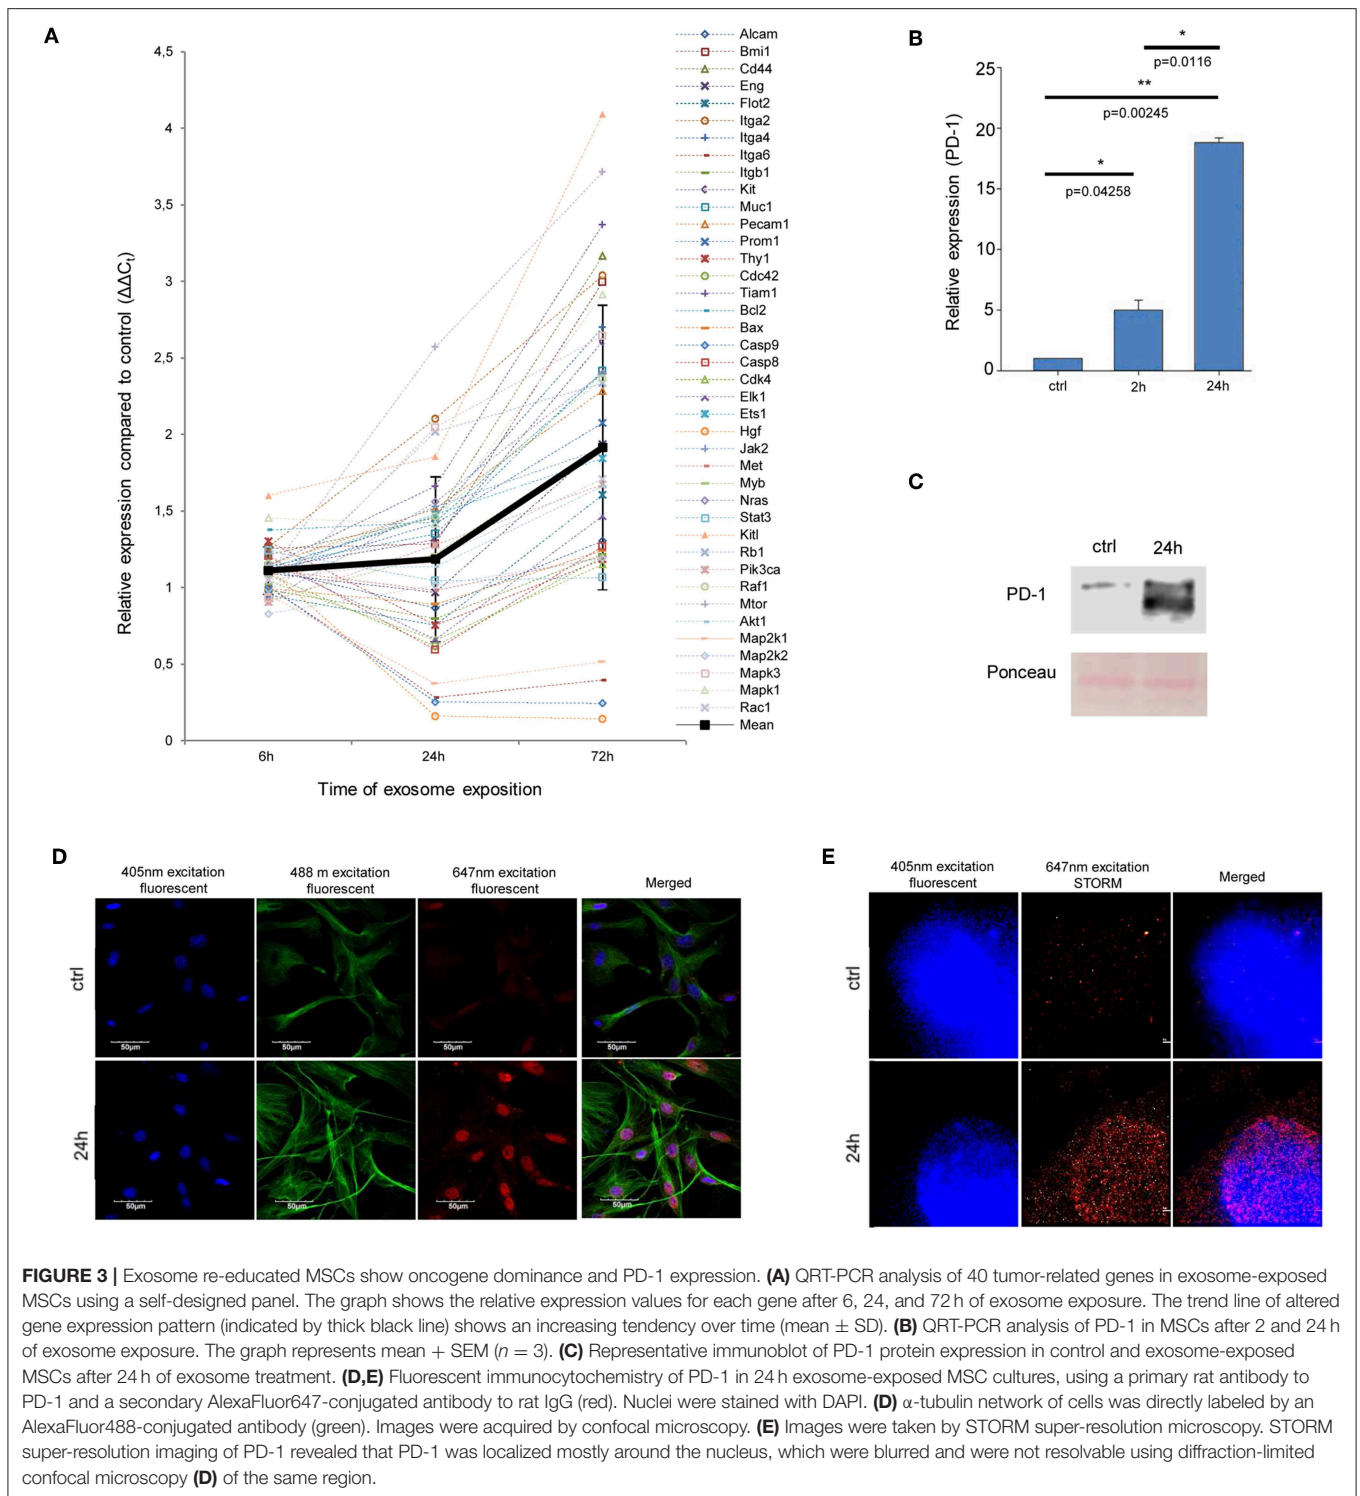 A
4,5
4
3,5
3
2,5
2
1,5
1
0,5
0
Relative expression compared to control (ΔΔCt)
6h
24h
72h
Time of exosome exposition
Alcam
Bmi1
Cd44
Eng
Flot2
Itga2
Itga4
Itga6
Itgb1
Kit
Muc1
Pecam1
Prom1
Thy1
Cdc42
Tiam1
Bcl2
Bax
Casp9
Casp8
Cdk4
Elk1
Ets1
Hgf
Jak2
Met
Myb
Nras
Stat3
Kitl
Rb1
Pik3ca
Raf1
Mtor
Akt1
Map2k1
Map2k2
Mapk3
Mapk1
Rac1
Mean
B
*
p=0.0116
**
p=0.00245
*
p=0.04258
25
20
15
10
5
0
Relative expression (PD-1)
ctrl
2h
24h
C
ctrl
24h
PD-1
Ponceau
D
405nm excitation
fluorescent
488 m excitation
fluorescent
647nm excitation
fluorescent
Merged
ctrl
50μm
50μm
50μm
50μm
24h
50μm
50μm
50μm
50μm
E
405nm excitation
fluorescent
647nm excitation
STORM
Merged
ctrl
24h
FIGURE 3 | Exosome re-educated MSCs show oncogene dominance and PD-1 expression. (A) QRT-PCR analysis of 40 tumor-related genes in exosome-exposed
MSCs using a self-designed panel. The graph shows the relative expression values for each gene after 6, 24, and 72 h of exosome exposure. The trend line of altered
gene expression pattern (indicated by thick black line) shows an increasing tendency over time (mean ± SD). (B) QRT-PCR analysis of PD-1 in MSCs after 2 and 24 h
of exosome exposure. The graph represents mean + SEM (n = 3). (C) Representative immunoblot of PD-1 protein expression in control and exosome-exposed
MSCs after 24 h of exosome treatment. (D,E) Fluorescent immunocytochemistry of PD-1 in 24 h exosome-exposed MSC cultures, using a primary rat antibody to
PD-1 and a secondary AlexaFluor647-conjugated antibody to rat IgG (red). Nuclei were stained with DAPI. (D) α-tubulin network of cells was directly labeled by an
AlexaFluor488-conjugated antibody (green). Images were acquired by confocal microscopy. (E) Images were taken by STORM super-resolution microscopy. STORM
super-resolution imaging of PD-1 revealed that PD-1 was localized mostly around the nucleus, which were blurred and were not resolvable using diffraction-limited
confocal microscopy (D) of the same region.